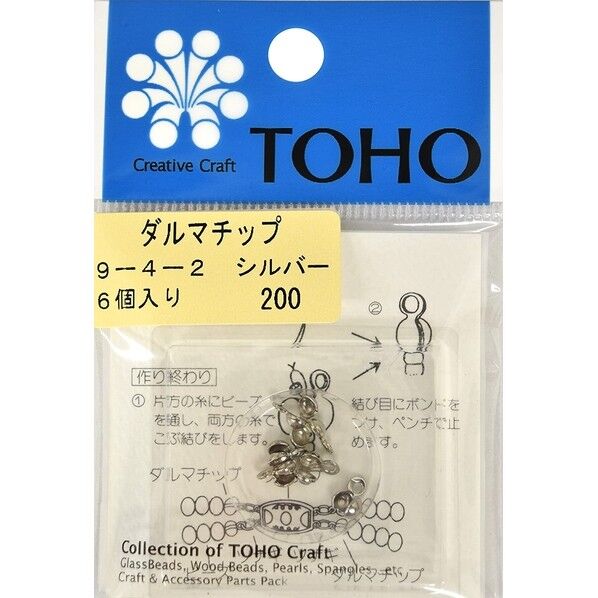 Creative Craft
TOHO
ダルマチップ
9-4-2 シルバー
6個入り 200
②
作り終わり
① 片方の糸にビーズ
を通し、両方の糸で
こぶ結びをします。
結び目にボンドを
つけ、ペンチで止
めます。
ダルマチップ
Collection of TOHO Craft
GlassBeads, Wood Beads, Pearls, Spangles, etc.
Craft & Accessory Parts Pack
ダルマチップ